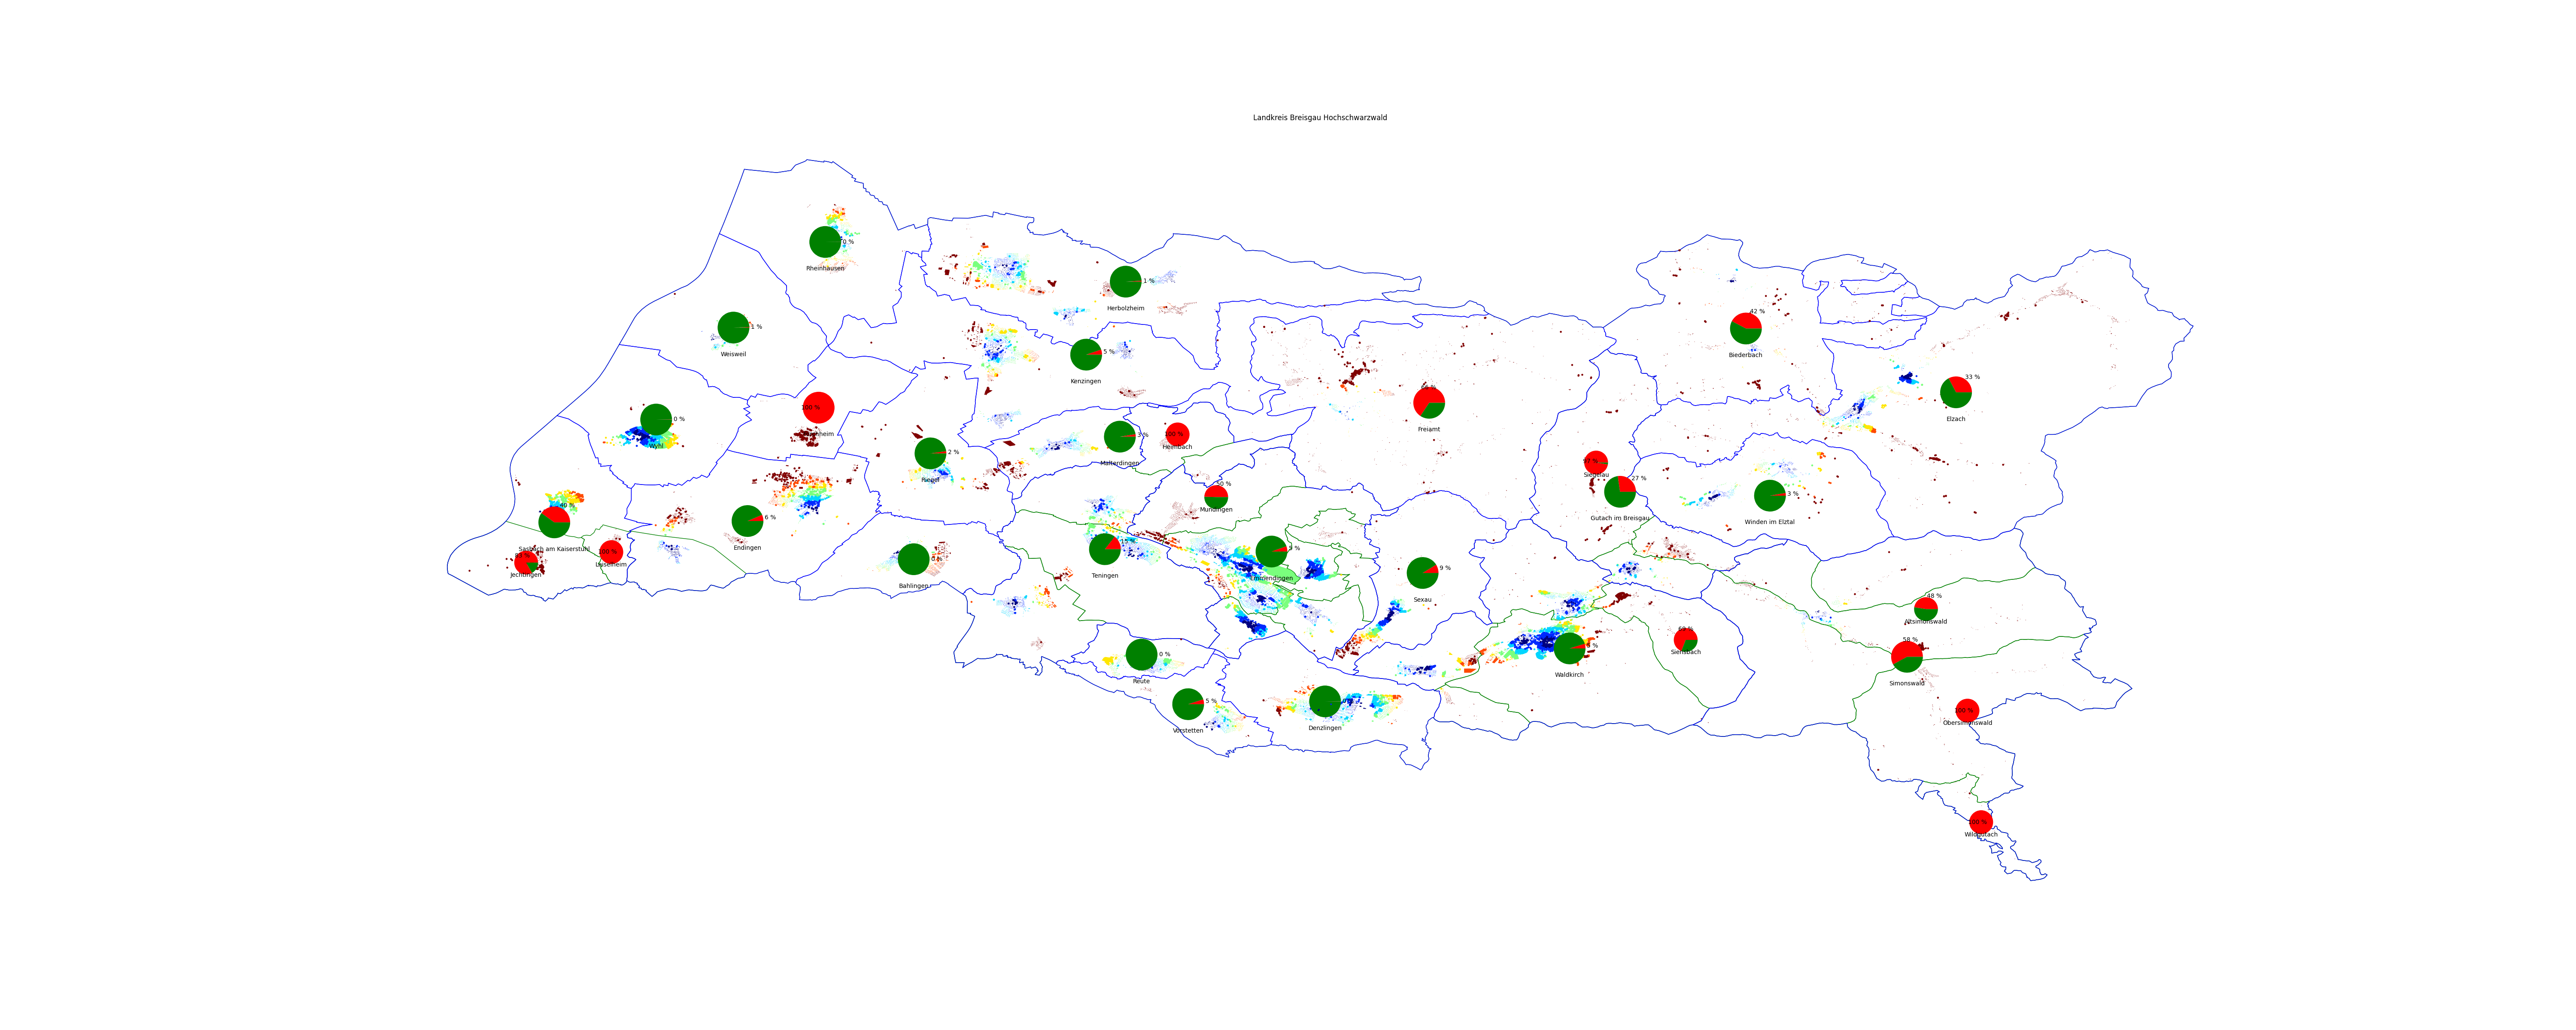 Landkreis Breisgau Hochschwarzwald
0 %
Rheinhausen
1 %
Herbolzheim
1 %
Weisweil
5 %
Kenzingen
42 %
Biederbach
33 %
Elzach
Freiamt
100 %
0 %
Wyhl
3 %
Malterdingen
100 %
Heimbach
2 %
Riegel
97 %
Siegelau
27 %
Gutach im Breisgau
3 %
Winden im Elztal
50 %
Mundingen
40 %
Sasbach am Kaiserstuhl
6 %
Endingen
Jechtingen
100 %
Leiselheim
Bahlingen
Teningen
5 %
Emmendingen
9 %
Sexau
48 %
Altsimonswald
58 %
Simonswald
Siensbach
Waldkirch
0 %
Reute
5 %
Vörstetten
Denzlingen
100 %
Obersimonswald
100 %
Wildgutach